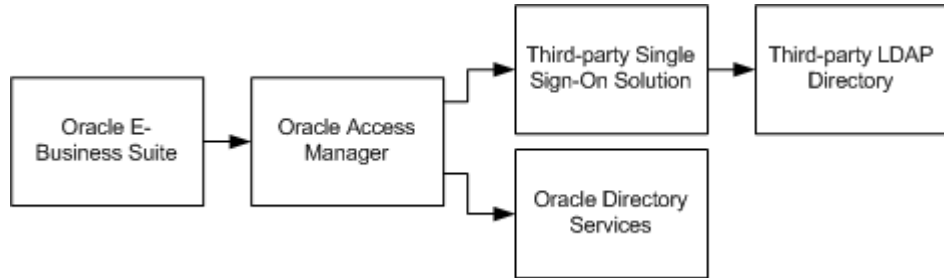 Oracle E-
Business Suite
Oracle Access
Manager
Third-party Single
Sign-On Solution
Third-party LDAP
Directory
Oracle Directory
Services